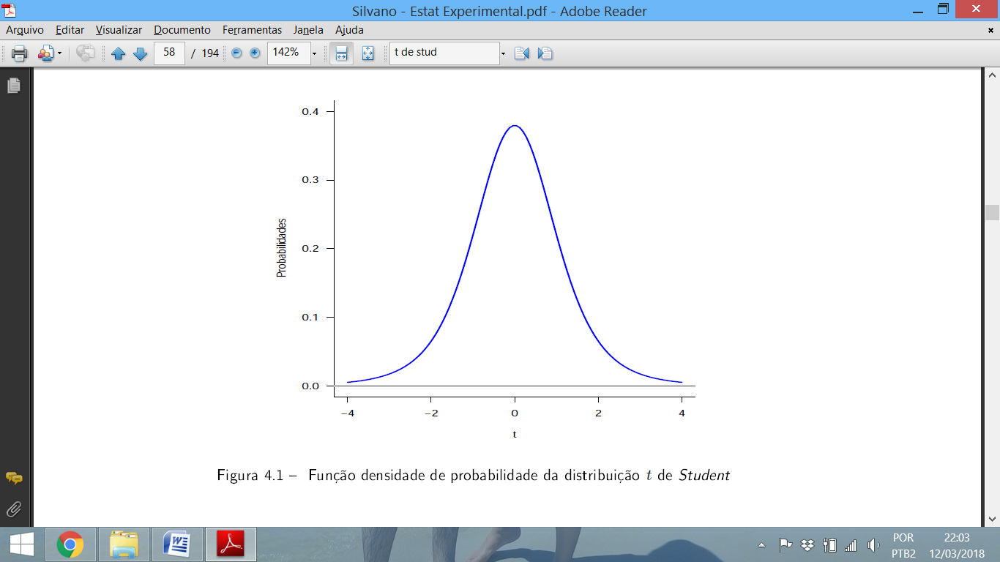 Silvano - Estat Experimental.pdf - Adobe Reader
Arquivo Editar Visualizar Documento Ferramentas Janela Ajuda
58 / 194 142% t de stud
0.4
0.3
0.2
0.1
0.0
Probabilidades
−4 −2 0 2 4
t
Figura 4.1 – Função densidade de probabilidade da distribuição t de Student
POR 22:03
PTB2 12/03/2018